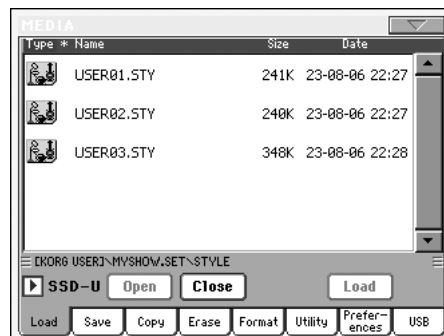 MEDIA
Type * Name Size Date
USER01.STY 241K 23-08-06 22:27
USER02.STY 240K 23-08-06 22:27
USER03.STY 348K 23-08-06 22:28
[KORG USER]\MYSHOW.SET\STYLE
SSD-U Open Close Load
Load Save Copy Erase Format Utility Prefer-ences USB